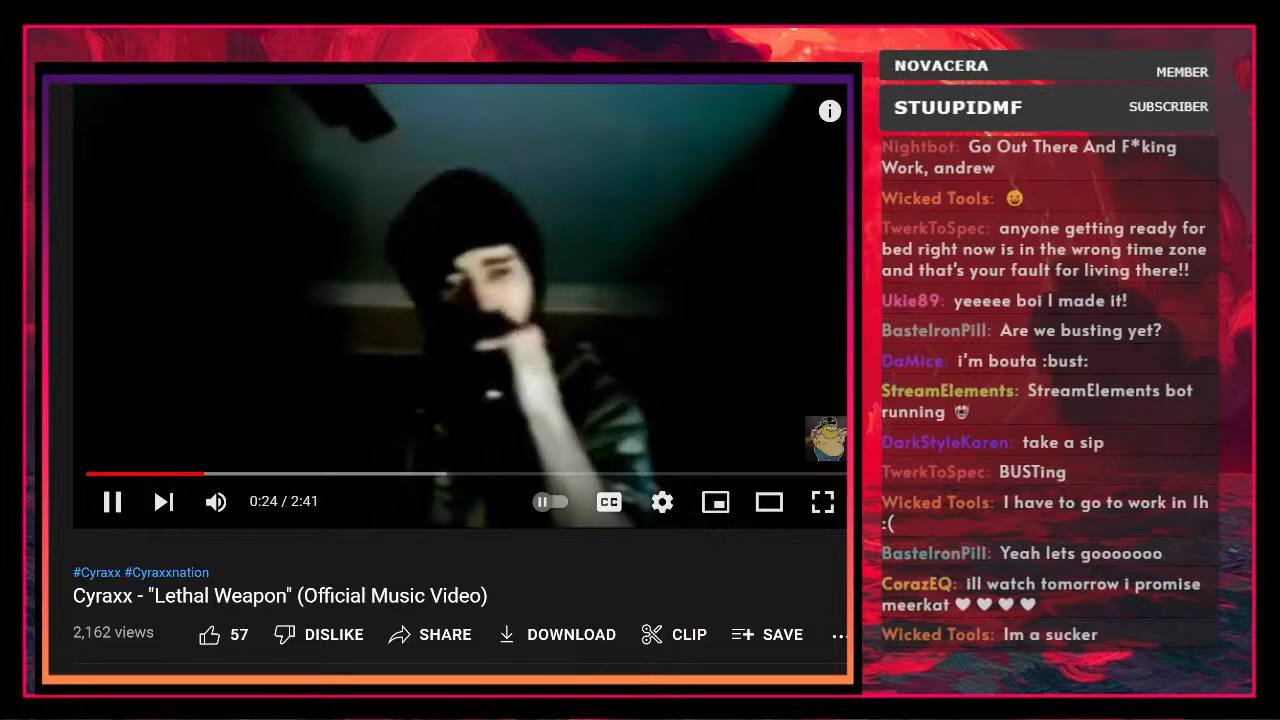 0:24 / 2:41
CC
#Cyraxx #Cyraxxnation
Cyraxx - "Lethal Weapon" (Official Music Video)
2,162 views
57
DISLIKE
SHARE
DOWNLOAD
CLIP
SAVE
NOVACERA
MEMBER
STUUPIDMF
SUBSCRIBER
Nightbot: Go Out There And F*king
Work, andrew
Wicked Tools: 😀
TwerkToSpec: anyone getting ready for
bed right now is in the wrong time zone
and that's your fault for living there!!
Ukie89: yeeeee boi I made it!
BasteIronPill: Are we busting yet?
DaMice: i'm bouta :bust:
StreamElements: StreamElements bot
running
DarkStyleKaren: take a sip
TwerkToSpec: BUSTing
Wicked Tools: I have to go to work in 1h
:(
BasteIronPill: Yeah lets gooooooo
CorazEQ: ill watch tomorrow i promise
meerkat ♥ ♥ ♥ ♥
Wicked Tools: Im a sucker